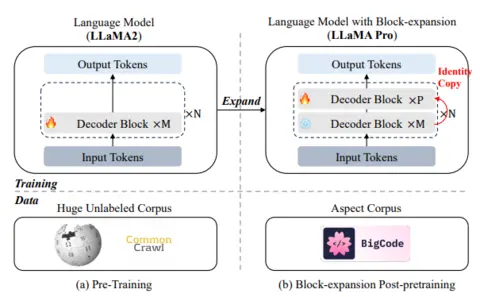 Language Model
(LLaMA2)
Output Tokens
Decoder Block ×M
×N
Input Tokens
Expand
Language Model with Block-expansion
(LLaMA Pro)
Output Tokens
Decoder Block ×P
Decoder Block ×M
Identity
Copy
×N
Input Tokens
Training
Data
Huge Unlabeled Corpus
Common
Crawl
Aspect Corpus
</>
BigCode
(a) Pre-Training
(b) Block-expansion Post-pretraining